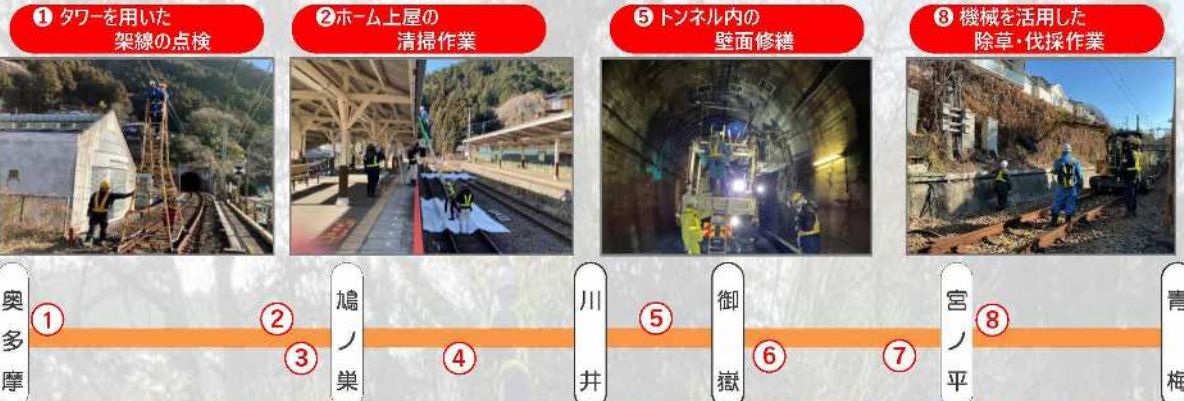 ❶ タワーを用いた
架線の点検
❷ホーム上屋の
清掃作業
❺ トンネル内の
壁面修繕
❽ 機械を活用した
除草・伐採作業
奥多摩
①
②
③
鳩ノ巣
④
川井
⑤
御嶽
⑥
⑦
宮ノ平
⑧
青梅